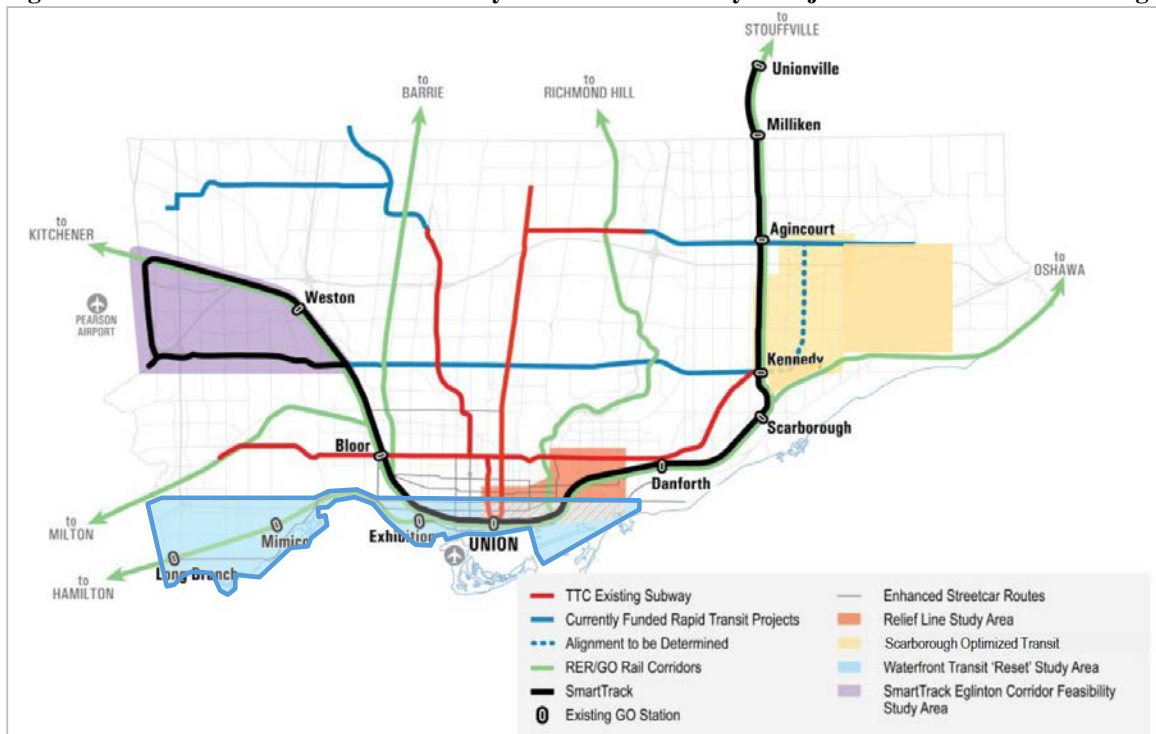 to
STOUFFVILLE
Unionville
to
BARRIE
to
RICHMOND HILL
Milliken
to
KITCHENER
Agincourt
to
OSHAWA
Weston
PEARSON
AIRPORT
Kennedy
Scarborough
Bloor
Danforth
to
MILTON
Mimico
Exhibition
UNION
Long Branch
to
HAMILTON
TTC Existing Subway
Currently Funded Rapid Transit Projects
Alignment to be Determined
RER/GO Rail Corridors
SmartTrack
Existing GO Station
Enhanced Streetcar Routes
Relief Line Study Area
Scarborough Optimized Transit
Waterfront Transit 'Reset' Study Area
SmartTrack Eglinton Corridor Feasibility
Study Area